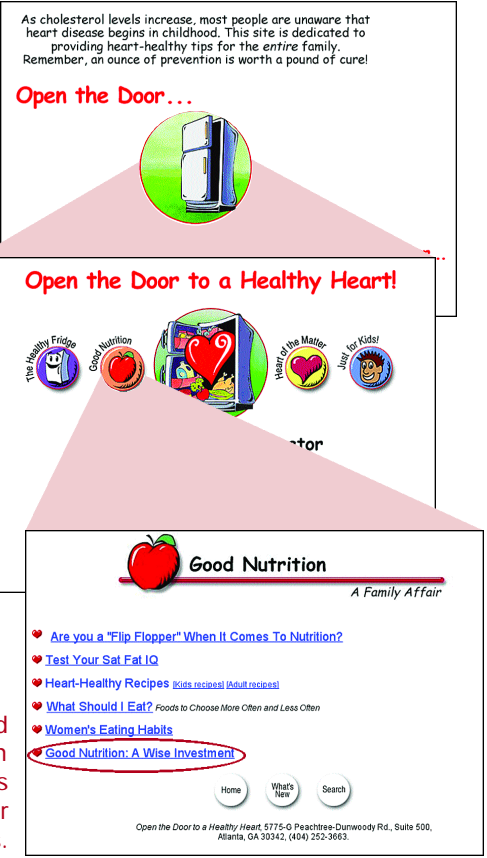 As cholesterol levels increase, most people are unaware that
heart disease begins in childhood. This site is dedicated to
providing heart-healthy tips for the entire family.
Remember, an ounce of prevention is worth a pound of cure!
Open the Door...
Open the Door to a Healthy Heart!
The Healthy Fridge
Good Nutrition
Heart of the Matter
Just for Kids!
Good Nutrition
A Family Affair
Are you a "Flip Flopper" When It Comes To Nutrition?
Test Your Sat Fat IQ
Heart-Healthy Recipes [Kids recipes] [Adult recipes]
What Should I Eat? Foods to Choose More Often and Less Often
Women's Eating Habits
Good Nutrition: A Wise Investment
Home
What's
New
Search
Open the Door to a Healthy Heart, 5775-G Peachtree-Dunwoody Rd., Suite 500,
Atlanta, GA 30342, (404) 252-3663.